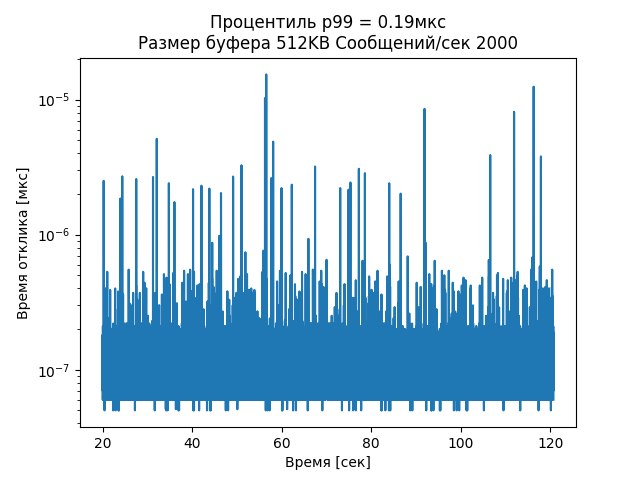 Процентиль p99 = 0.19мкс
Размер буфера 512KB Сообщений/сек 2000
Время отклика [мкс]
10⁻⁵
10⁻⁶
10⁻⁷
20 40 60 80 100 120
Время [сек]